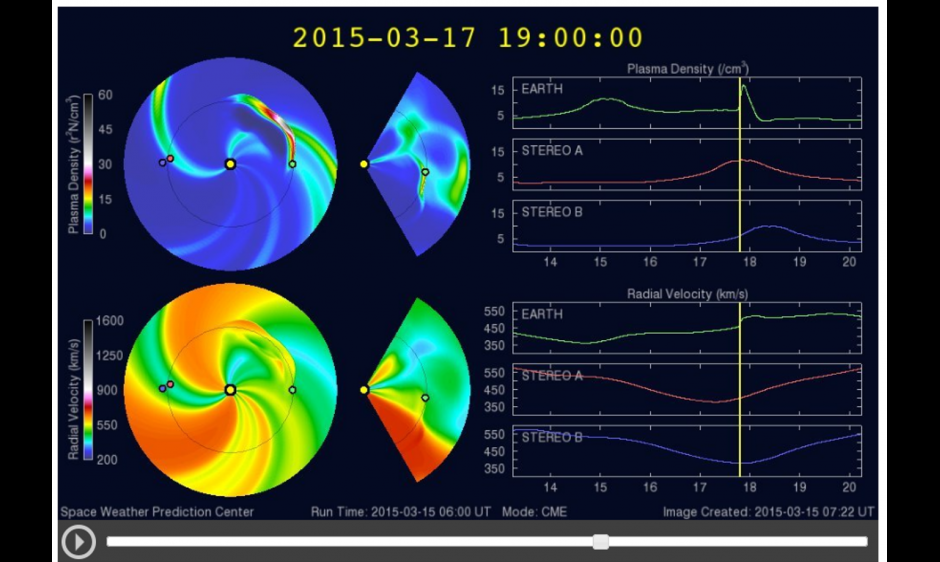 2015-03-17 19:00:00
Plasma Density (r²N/cm³)
60
45
30
15
0
Plasma Density (/cm³)
EARTH
15
5
STEREO A
15
5
STEREO B
15
5
14 15 16 17 18 19 20
Radial Velocity (km/s)
1600
1250
900
550
200
Radial Velocity (km/s)
EARTH
550
450
350
STEREO A
550
450
350
STEREO B
550
450
350
14 15 16 17 18 19 20
Space Weather Prediction Center Run Time: 2015-03-15 06:00 UT Mode: CME Image Created: 2015-03-15 07:22 UT